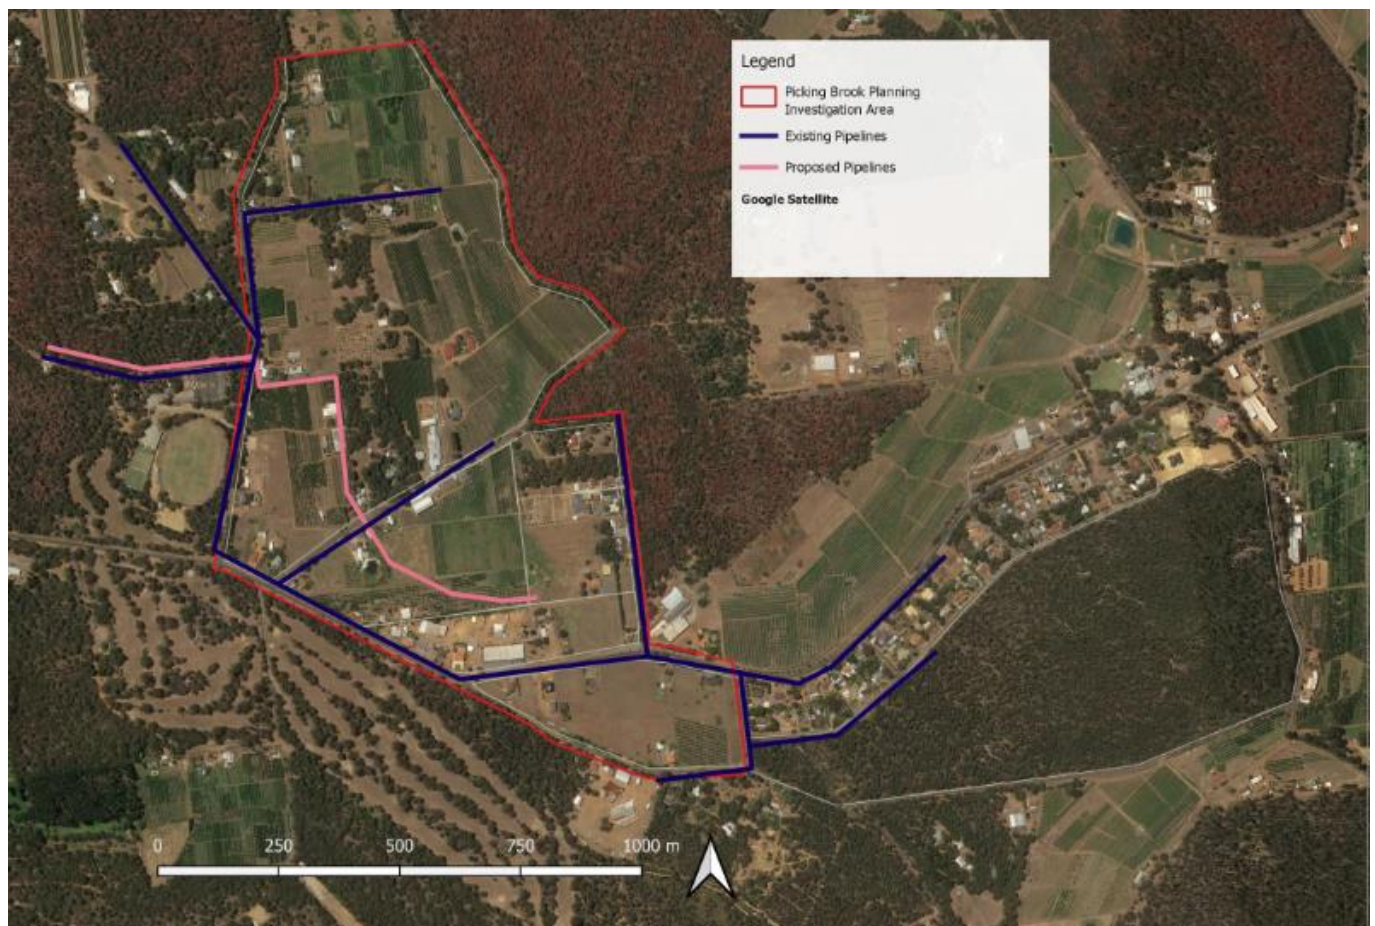 Legend
Picking Brook Planning
Investigation Area
Existing Pipelines
Proposed Pipelines
Google Satellite
0 250 500 750 1000 m